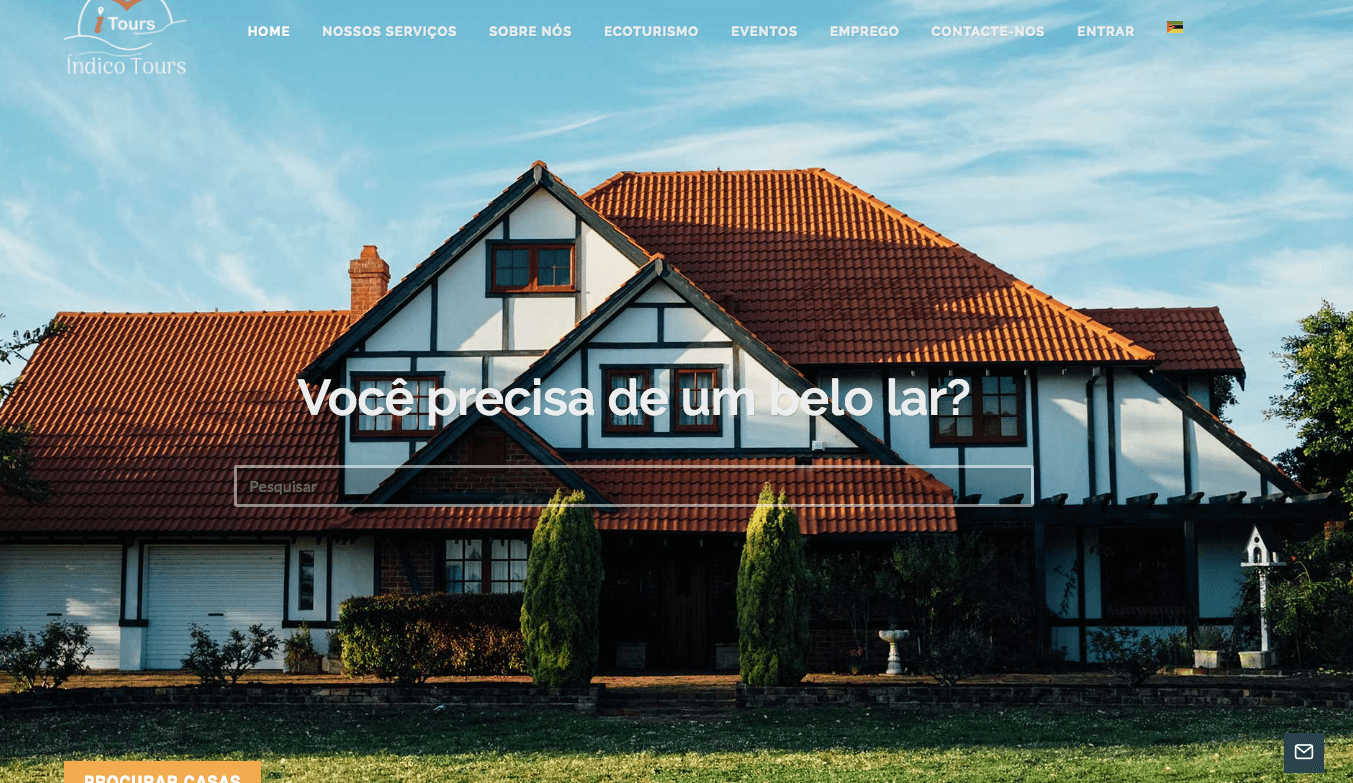 i Tours
Índico Tours
HOME NOSSOS SERVIÇOS SOBRE NÓS ECOTURISMO EVENTOS EMPREGO CONTACTE-NOS ENTRAR
Você precisa de um belo lar?
Pesquisar
PROCURAR CASAS